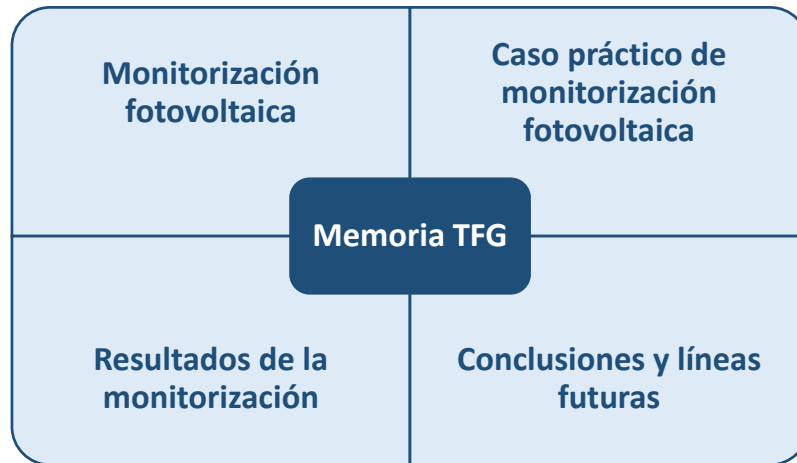 Monitorización
fotovoltaica
Caso práctico de
monitorización
fotovoltaica
Memoria TFG
Resultados de la
monitorización
Conclusiones y líneas
futuras